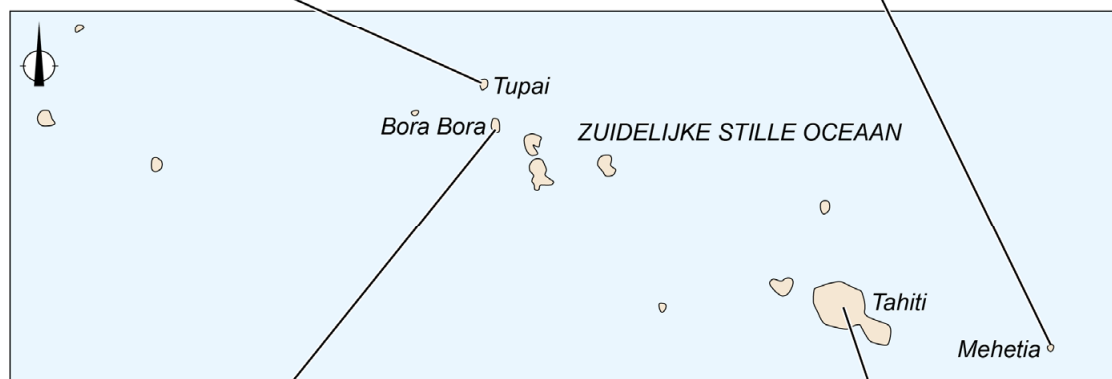 Tupai
Bora Bora
ZUIDELIJKE STILLE OCEAAN
Tahiti
Mehetia